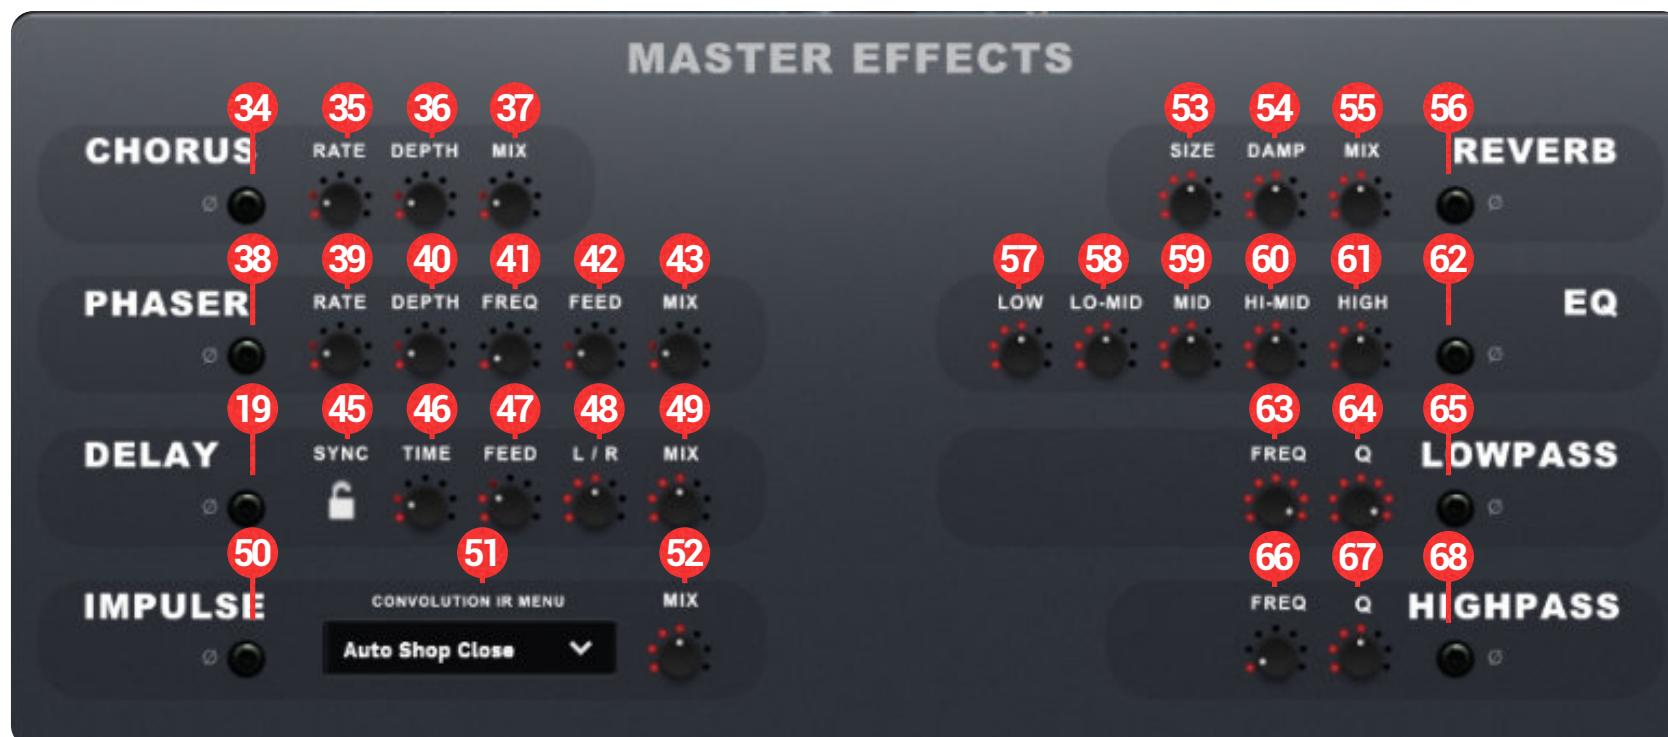 MASTER EFFECTS
34 35 36 37
CHORUS RATE DEPTH MIX
Ø
53 54 55 56
SIZE DAMP MIX REVERB
Ø
38 39 40 41 42 43
PHASER RATE DEPTH FREQ FEED MIX
Ø
57 58 59 60 61 62
LOW LO-MID MID HI-MID HIGH EQ
Ø
19 45 46 47 48 49
DELAY SYNC TIME FEED L / R MIX
Ø
63 64 65
FREQ Q LOWPASS
Ø
50 51 52
IMPULSE CONVOLUTION IR MENU MIX
Ø Auto Shop Close
66 67 68
FREQ Q HIGHPASS
Ø